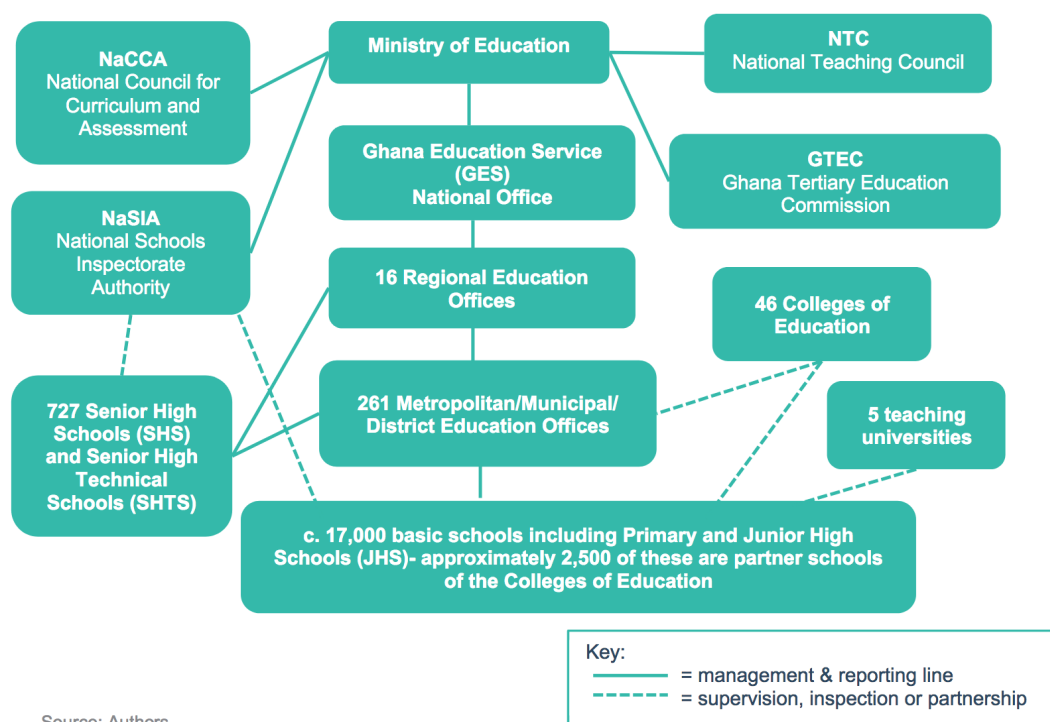 NaCCA
National Council for
Curriculum and
Assessment
Ministry of Education
NTC
National Teaching Council
Ghana Education Service
(GES)
National Office
GTEC
Ghana Tertiary Education
Commission
NaSIA
National Schools
Inspectorate
Authority
16 Regional Education
Offices
46 Colleges of
Education
727 Senior High
Schools (SHS)
and Senior High
Technical
Schools (SHTS)
261 Metropolitan/Municipal/
District Education Offices
5 teaching
universities
c. 17,000 basic schools including Primary and Junior High
Schools (JHS)- approximately 2,500 of these are partner schools
of the Colleges of Education
Key:
= management & reporting line
= supervision, inspection or partnership
Source: Authors